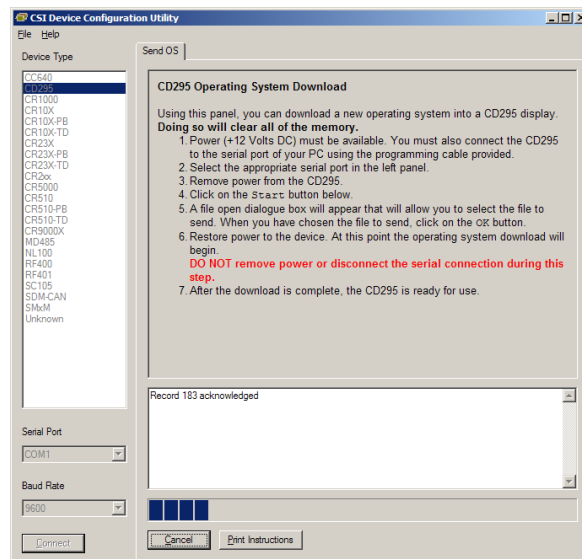 CSI Device Configuration Utility
File Help
Device Type
CC640
CD295
CR1000
CR10X
CR10X-PB
CR10X-TD
CR23X
CR23X-PB
CR23X-TD
CR2xx
CR5000
CR510
CR510-PB
CR510-TD
CR9000X
MD485
NL100
RF400
RF401
SC105
SDM-CAN
SMxM
Unknown
Serial Port
COM1
Baud Rate
9600
Connect
Send OS
CD295 Operating System Download
Using this panel, you can download a new operating system into a CD295 display.
Doing so will clear all of the memory.
1. Power (+12 Volts DC) must be available. You must also connect the CD295
to the serial port of your PC using the programming cable provided.
2. Select the appropriate serial port in the left panel.
3. Remove power from the CD295.
4. Click on the Start button below.
5. A file open dialogue box will appear that will allow you to select the file to
send. When you have chosen the file to send, click on the OK button.
6. Restore power to the device. At this point the operating system download will
begin.
DO NOT remove power or disconnect the serial connection during this
step.
7. After the download is complete, the CD295 is ready for use.
Record 183 acknowledged
Cancel Print Instructions